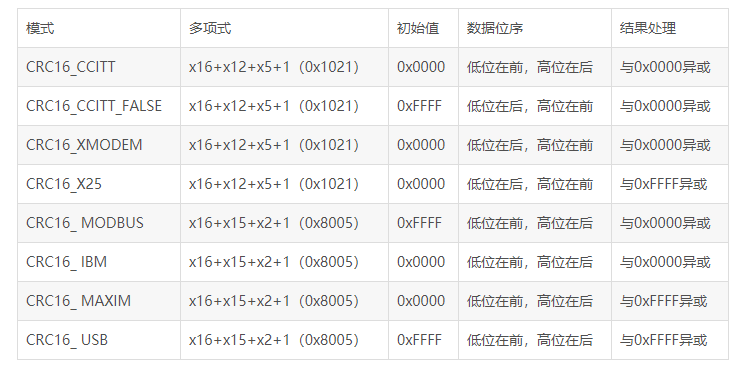 模式 多项式 初始值 数据位序 结果处理
CRC16_CCITT x16+x12+x5+1（0x1021） 0x0000 低位在前，高位在后 与0x0000异或
CRC16_CCITT_FALSE x16+x12+x5+1（0x1021） 0xFFFF 低位在后，高位在前 与0x0000异或
CRC16_XMODEM x16+x12+x5+1（0x1021） 0x0000 低位在后，高位在前 与0x0000异或
CRC16_X25 x16+x12+x5+1（0x1021） 0x0000 低位在后，高位在前 与0xFFFF异或
CRC16_ MODBUS x16+x15+x2+1（0x8005） 0xFFFF 低位在前，高位在后 与0x0000异或
CRC16_ IBM x16+x15+x2+1（0x8005） 0x0000 低位在前，高位在后 与0x0000异或
CRC16_ MAXIM x16+x15+x2+1（0x8005） 0x0000 低位在前，高位在后 与0xFFFF异或
CRC16_ USB x16+x15+x2+1（0x8005） 0xFFFF 低位在前，高位在后 与0xFFFF异或